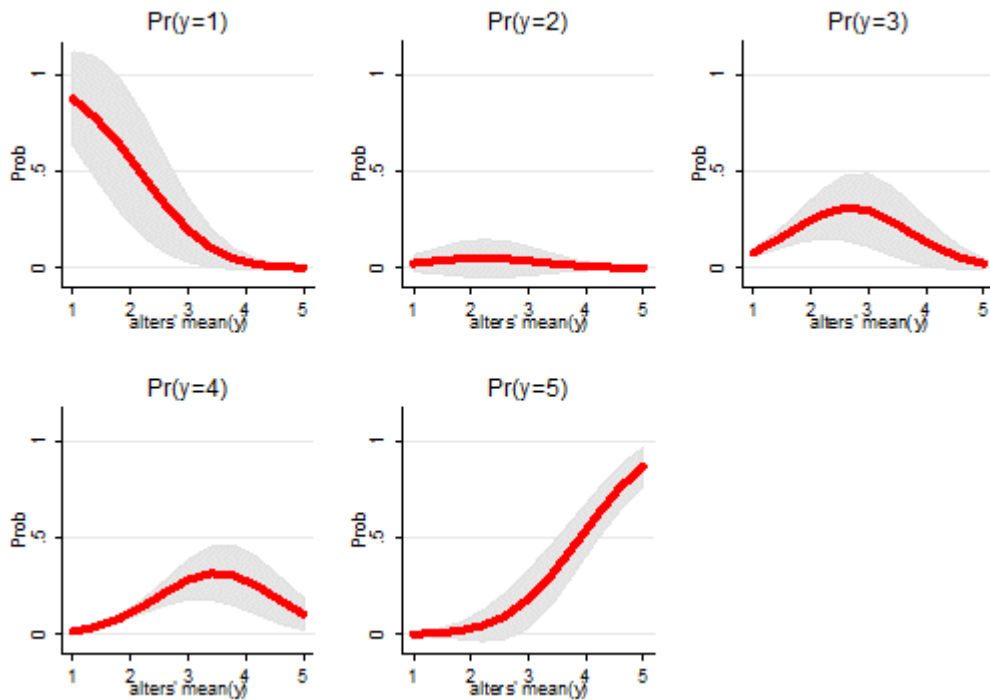 Pr(y=1)
Prob
1
.5
0
1 2 3 4 5
alters' mean(y)
Pr(y=2)
Prob
1
.5
0
1 2 3 4 5
alters' mean(y)
Pr(y=3)
Prob
1
.5
0
1 2 3 4 5
alters' mean(y)
Pr(y=4)
Prob
1
.5
0
1 2 3 4 5
alters' mean(y)
Pr(y=5)
Prob
1
.5
0
1 2 3 4 5
alters' mean(y)